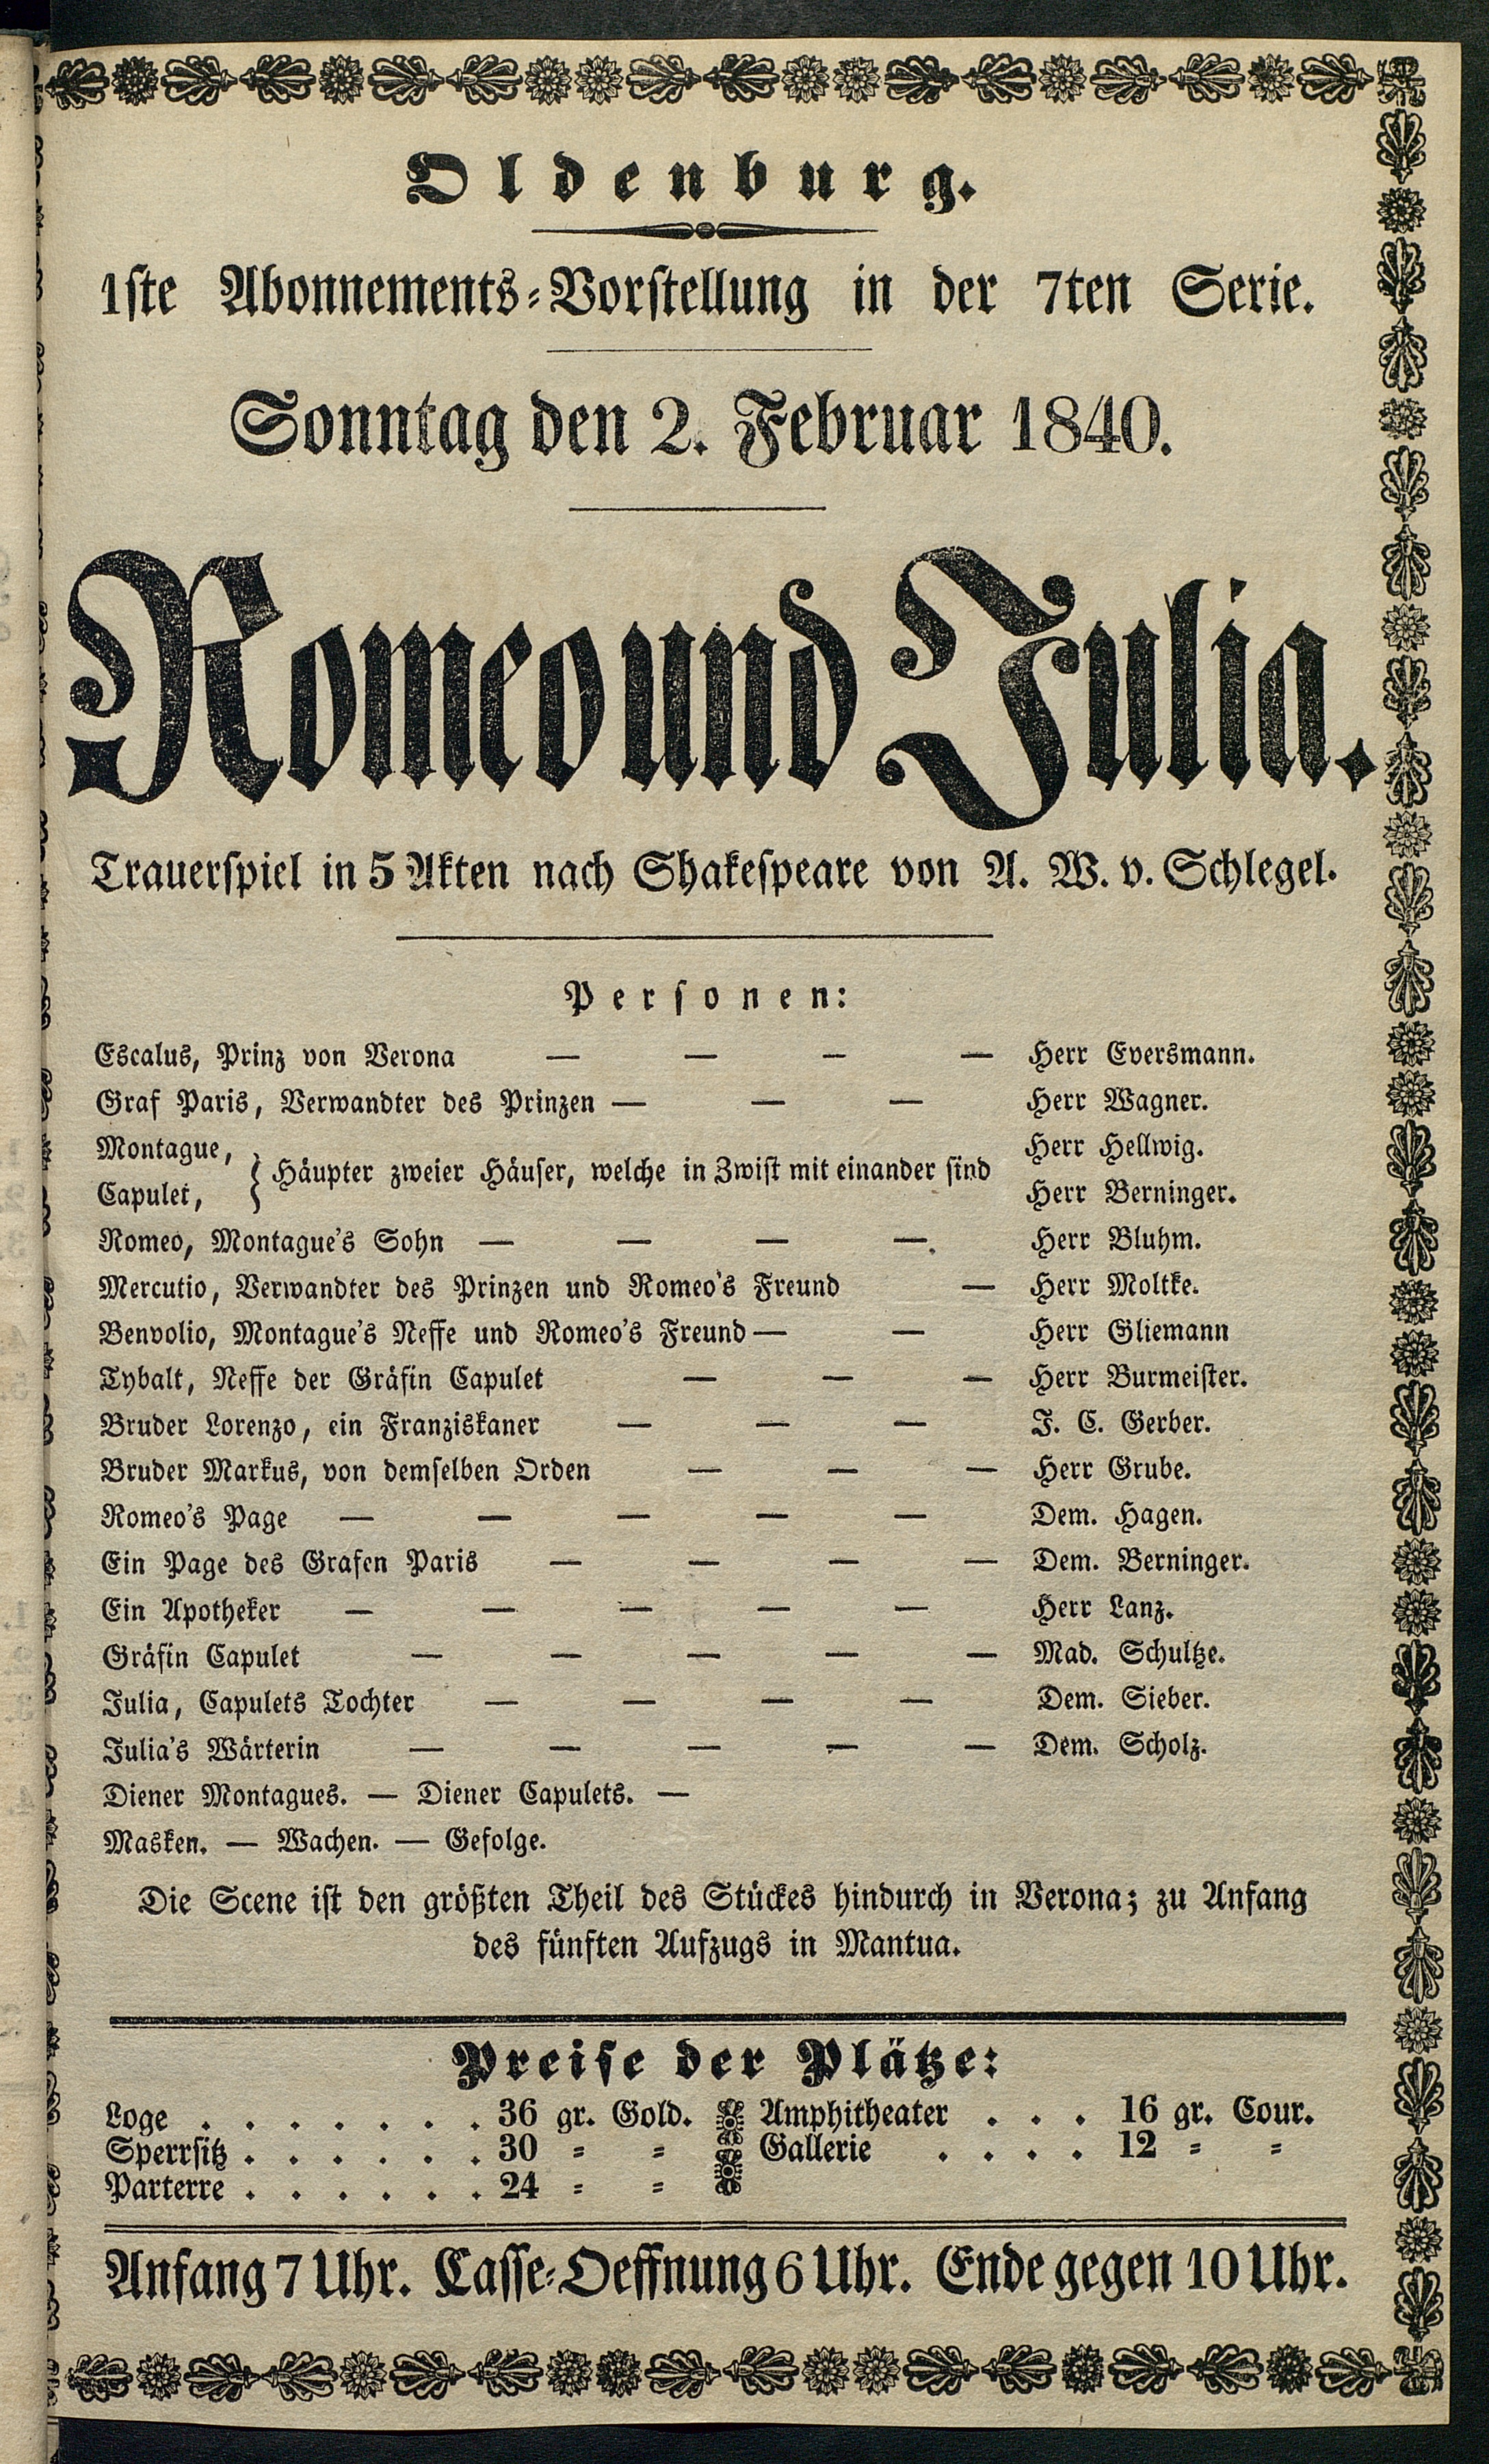 Oldenburg.
1ste Abonnements-Vorstellung in der 7ten Serie.
Sonntag den 2. Februar 1840.
Romeo und Julia.
Trauerspiel in 5 Akten nach Shakespeare von A. W. v. Schlegel.
Personen:
Escalus, Prinz von Verona — — — — Herr Eversmann.
Graf Paris, Verwandter des Prinzen — — — Herr Wagner.
Montague, Herr Hellwig.
} Häupter zweier Häuser, welche in Zwist mit einander sind
Capulet, Herr Berninger.
Romeo, Montague's Sohn — — — — Herr Bluhm.
Mercutio, Verwandter des Prinzen und Romeo's Freund — Herr Moltke.
Benvolio, Montague's Neffe und Romeo's Freund — — Herr Gliemann
Tybalt, Neffe der Gräfin Capulet — — — Herr Burmeister.
Bruder Lorenzo, ein Franziskaner — — — J. C. Gerber.
Bruder Markus, von demselben Orden — — — Herr Grube.
Romeo's Page — — — — — Dem. Hagen.
Ein Page des Grafen Paris — — — — Dem. Berninger.
Ein Apotheker — — — — — Herr Lanz.
Gräfin Capulet — — — — — Mad. Schultze.
Julia, Capulets Tochter — — — — Dem. Sieber.
Julia's Wärterin — — — — — Dem. Scholz.
Diener Montagues. — Diener Capulets. —
Masken. — Wachen. — Gefolge.
Die Scene ist den größten Theil des Stückes hindurch in Verona; zu Anfang
des fünften Aufzugs in Mantua.
Preise der Plätze:
Loge . . . . . . . 36 gr. Gold. Amphitheater . . . 16 gr. Cour.
Sperrsitz . . . . . . 30 = = Gallerie . . . . 12 = =
Parterre . . . . . . 24 = =
Anfang 7 Uhr. Casse-Oeffnung 6 Uhr. Ende gegen 10 Uhr.